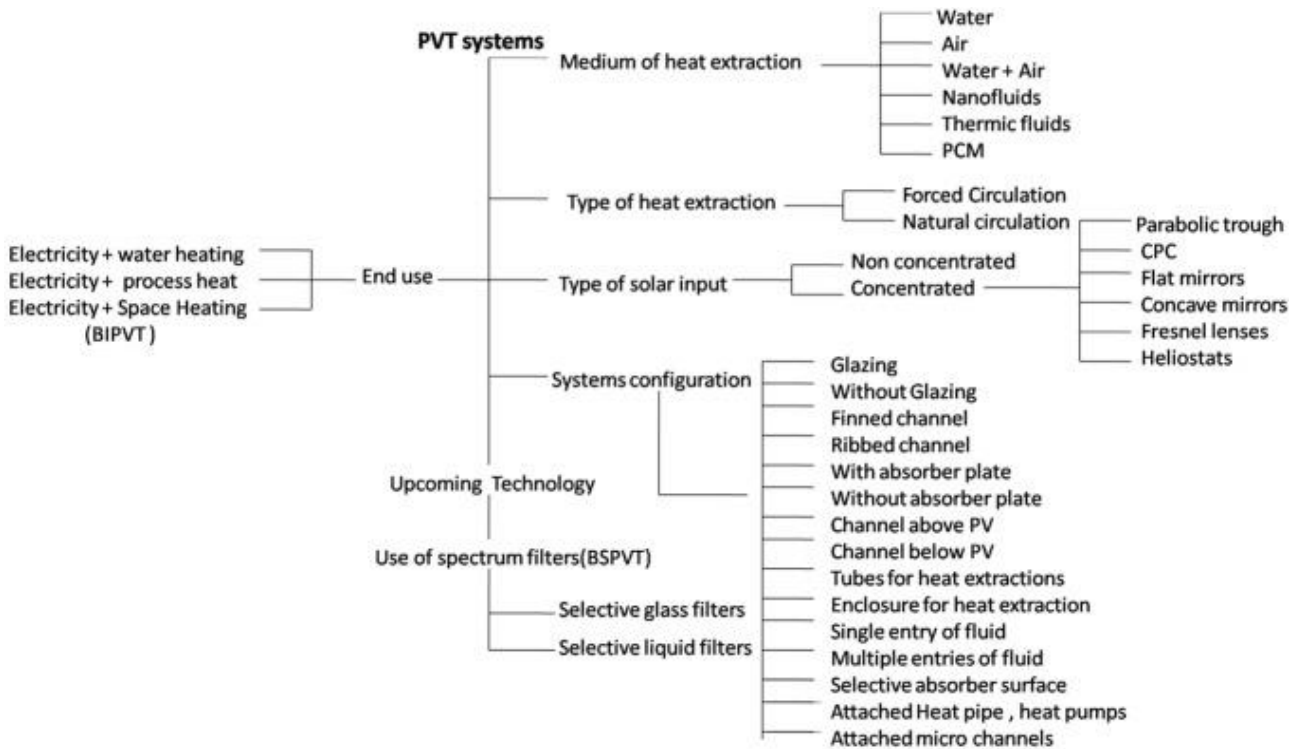 PVT systems
Medium of heat extraction
Water
Air
Water + Air
Nanofluids
Thermic fluids
PCM
Type of heat extraction
Forced Circulation
Natural circulation
Electricity + water heating
Electricity + process heat
Electricity + Space Heating
(BIPVT)
End use
Type of solar input
Non concentrated
Concentrated
Parabolic trough
CPC
Flat mirrors
Concave mirrors
Fresnel lenses
Heliostats
Systems configuration
Glazing
Without Glazing
Finned channel
Ribbed channel
With absorber plate
Without absorber plate
Channel above PV
Channel below PV
Tubes for heat extractions
Enclosure for heat extraction
Single entry of fluid
Multiple entries of fluid
Selective absorber surface
Attached Heat pipe , heat pumps
Attached micro channels
Upcoming Technology
Use of spectrum filters(BSPVT)
Selective glass filters
Selective liquid filters